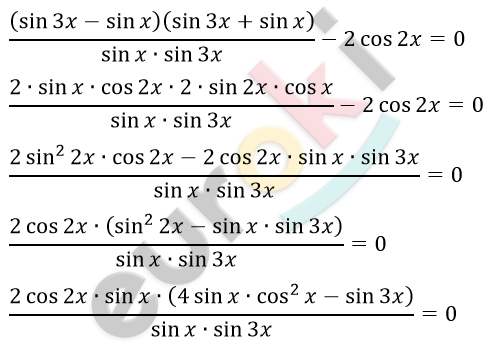 (sin 3x − sin x)(sin 3x + sin x) / sin x · sin 3x − 2 cos 2x = 0
2 · sin x · cos 2x · 2 · sin 2x · cos x / sin x · sin 3x − 2 cos 2x = 0
2 sin² 2x · cos 2x − 2 cos 2x · sin x · sin 3x / sin x · sin 3x = 0
2 cos 2x · (sin² 2x − sin x · sin 3x) / sin x · sin 3x = 0
2 cos 2x · sin x · (4 sin x · cos² x − sin 3x) / sin x · sin 3x = 0
euroki